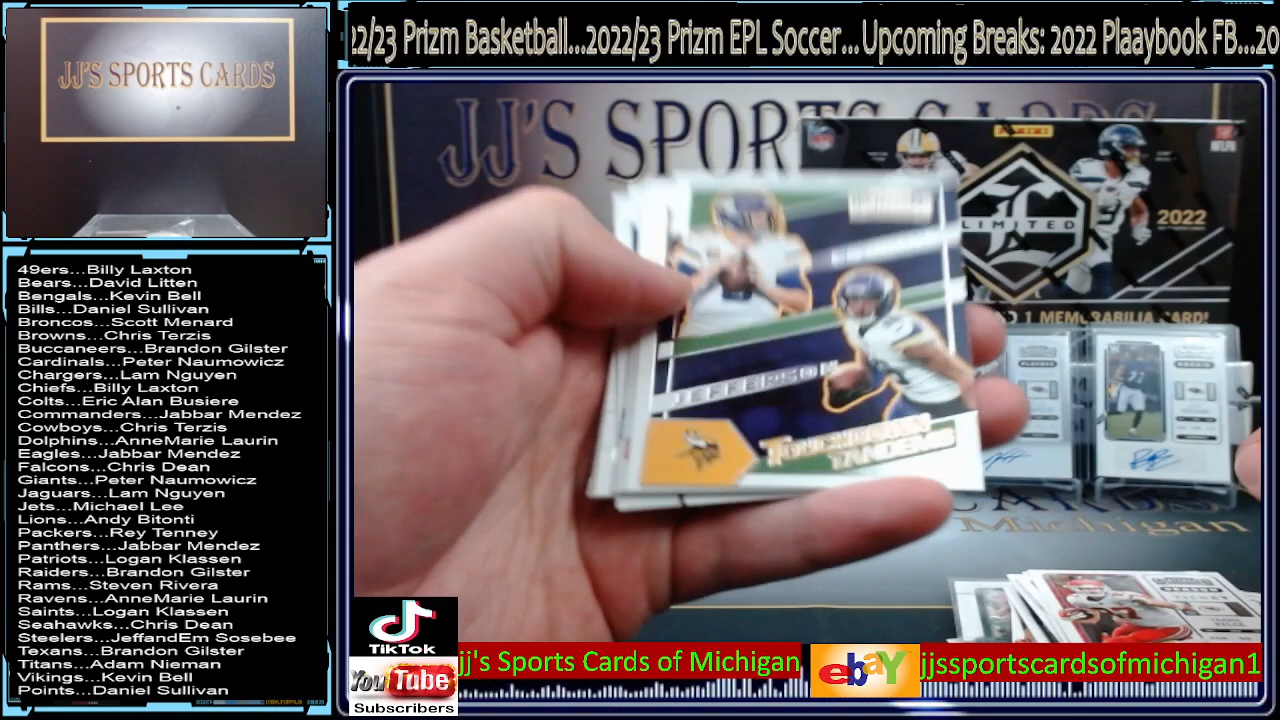 22/23 Prizm Basketball...2022/23 Prizm EPL Soccer...Upcoming Breaks: 2022 Plaaybook FB...20
JJ'S SPORTS CARDS
JJ'S SPORTS CARDS
LIMITED
2022
1 MEMORABILIA CARD!
JEFFERSON
TOUCHDOWN
TANDEMS
Michigan
SEASON
TICKET
49ers...Billy Laxton
Bears...David Litten
Bengals...Kevin Bell
Bills...Daniel Sullivan
Broncos...Scott Menard
Browns...Chris Terzis
Buccaneers...Brandon Gilster
Cardinals...Peter Naumowicz
Chargers...Lam Nguyen
Chiefs...Billy Laxton
Colts...Eric Alan Busiere
Commanders...Jabbar Mendez
Cowboys...Chris Terzis
Dolphins...AnneMarie Laurin
Eagles...Jabbar Mendez
Falcons...Chris Dean
Giants...Peter Naumowicz
Jaguars...Lam Nguyen
Jets...Michael Lee
Lions...Andy Bitonti
Packers...Rey Tenney
Panthers...Jabbar Mendez
Patriots...Logan Klassen
Raiders...Brandon Gilster
Rams...Steven Rivera
Ravens...AnneMarie Laurin
Saints...Logan Klassen
Seahawks...Chris Dean
Steelers...JeffandEm Sosebee
Texans...Brandon Gilster
Titans...Adam Nieman
Vikings...Kevin Bell
Points...Daniel Sullivan
TikTok
YouTube
Subscribers
jj's Sports Cards of Michigan
ebay
jjssportscardsofmichigan1